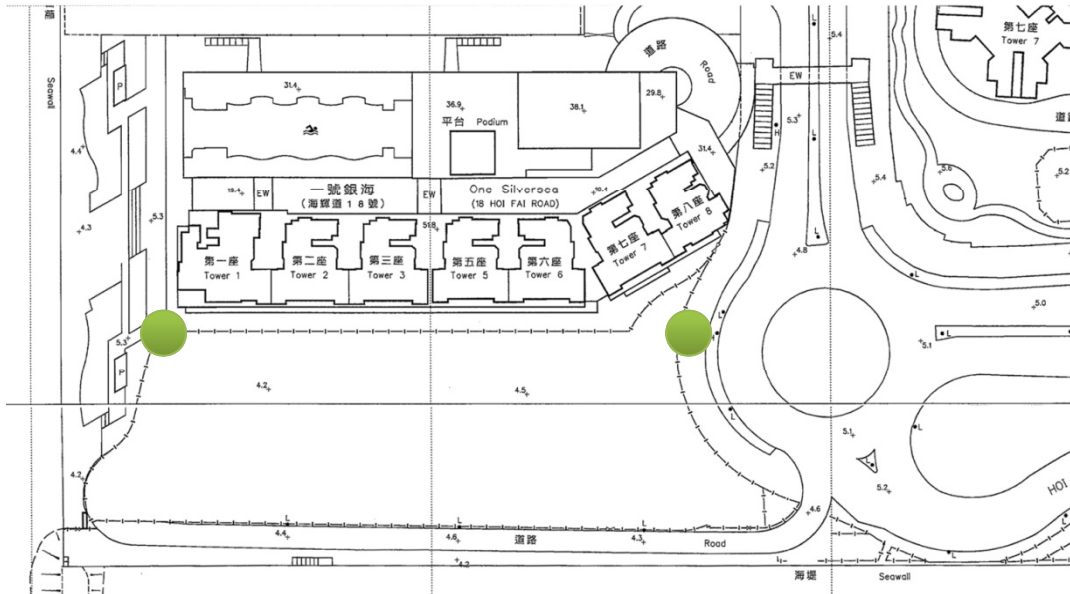 Seawall
P
4.4
4.3
5.3
5.3
P
4.2
31.4
36.9
平台 Podium
38.1
29.8
道路
Road
31.4
EW
一號銀海
(海輝道18號)
EW
One Silversea
(18 HOI FAI ROAD)
第一座
Tower 1
第二座
Tower 2
第三座
Tower 3
第五座
Tower 5
第六座
Tower 6
第七座
Tower 7
第八座
Tower 8
L
5.4
EW
5.3
H
L
5.2
5.4
4.8
L
第七座
Tower 7
道路
5.6
5.2
L
5.0
5.1
L
L
4.2
4.5
L
5.1
L
L
5.2
HOI
L
L
4.6
L
4.4
L
4.6
道路
L
4.3
Road
4.2
海堤 Seawall